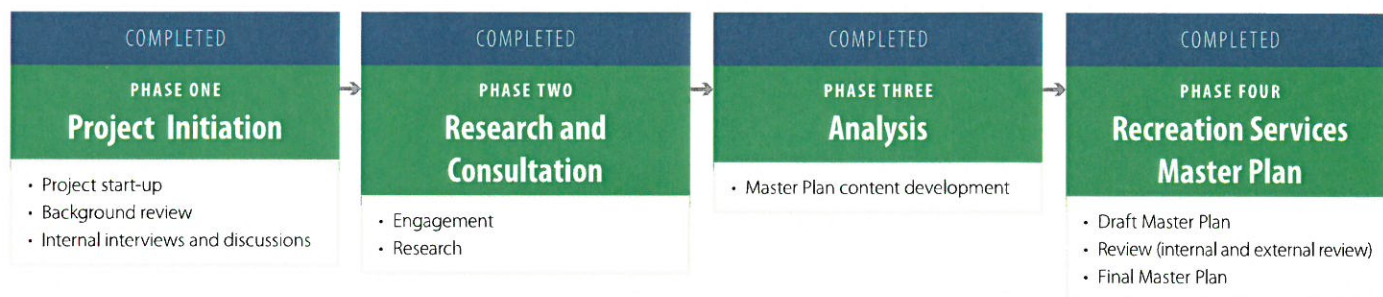 COMPLETED
PHASE ONE
Project Initiation
• Project start-up
• Background review
• Internal interviews and discussions
COMPLETED
PHASE TWO
Research and
Consultation
• Engagement
• Research
COMPLETED
PHASE THREE
Analysis
• Master Plan content development
COMPLETED
PHASE FOUR
Recreation Services
Master Plan
• Draft Master Plan
• Review (internal and external review)
• Final Master Plan